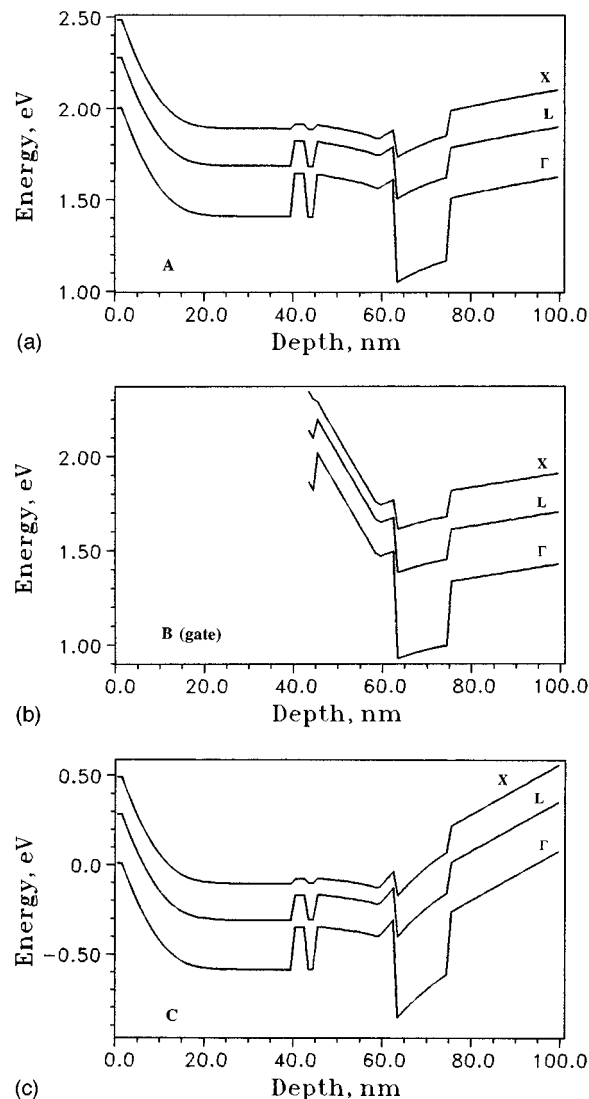 2.50
2.00
1.50
1.00
Energy, eV
X
L
Γ
A
0.0 20.0 40.0 60.0 80.0 100.0
(a) Depth, nm
2.00
1.50
1.00
Energy, eV
X
L
Γ
B (gate)
0.0 20.0 40.0 60.0 80.0 100.0
(b) Depth, nm
0.50
0.0
−0.50
Energy, eV
X
L
Γ
C
0.0 20.0 40.0 60.0 80.0 100.0
(c) Depth, nm